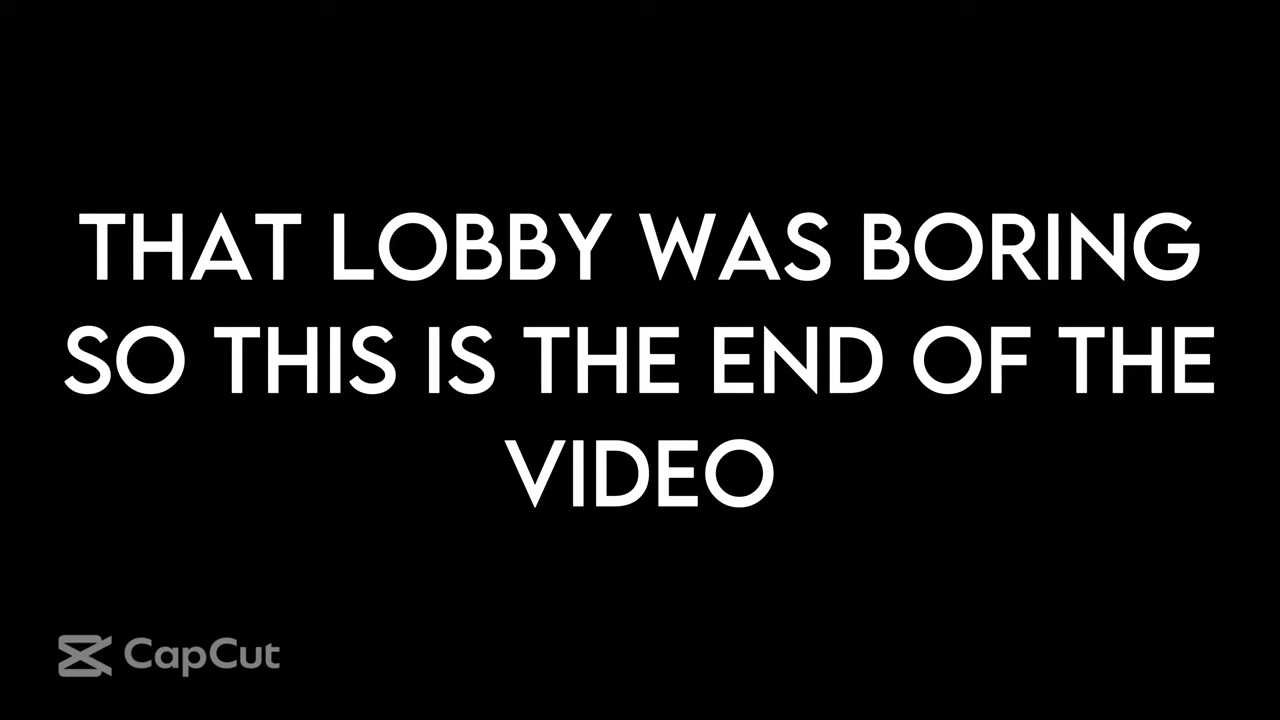 THAT LOBBY WAS BORING
SO THIS IS THE END OF THE
VIDEO
CapCut